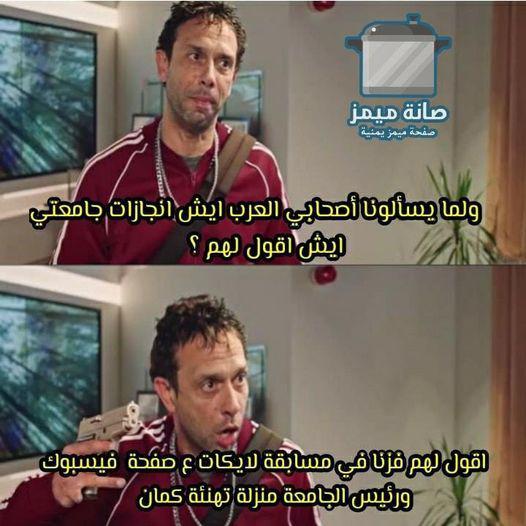 صانة ميمز
صفحة ميمز يمنية
ولما يسألونا أصحابي العرب ايش انجازات جامعتي
ايش اقول لهم ؟
اقول لهم فزنا في مسابقة لايكات ع صفحة فيسبوك
ورئيس الجامعة منزلة تهنئة كمان